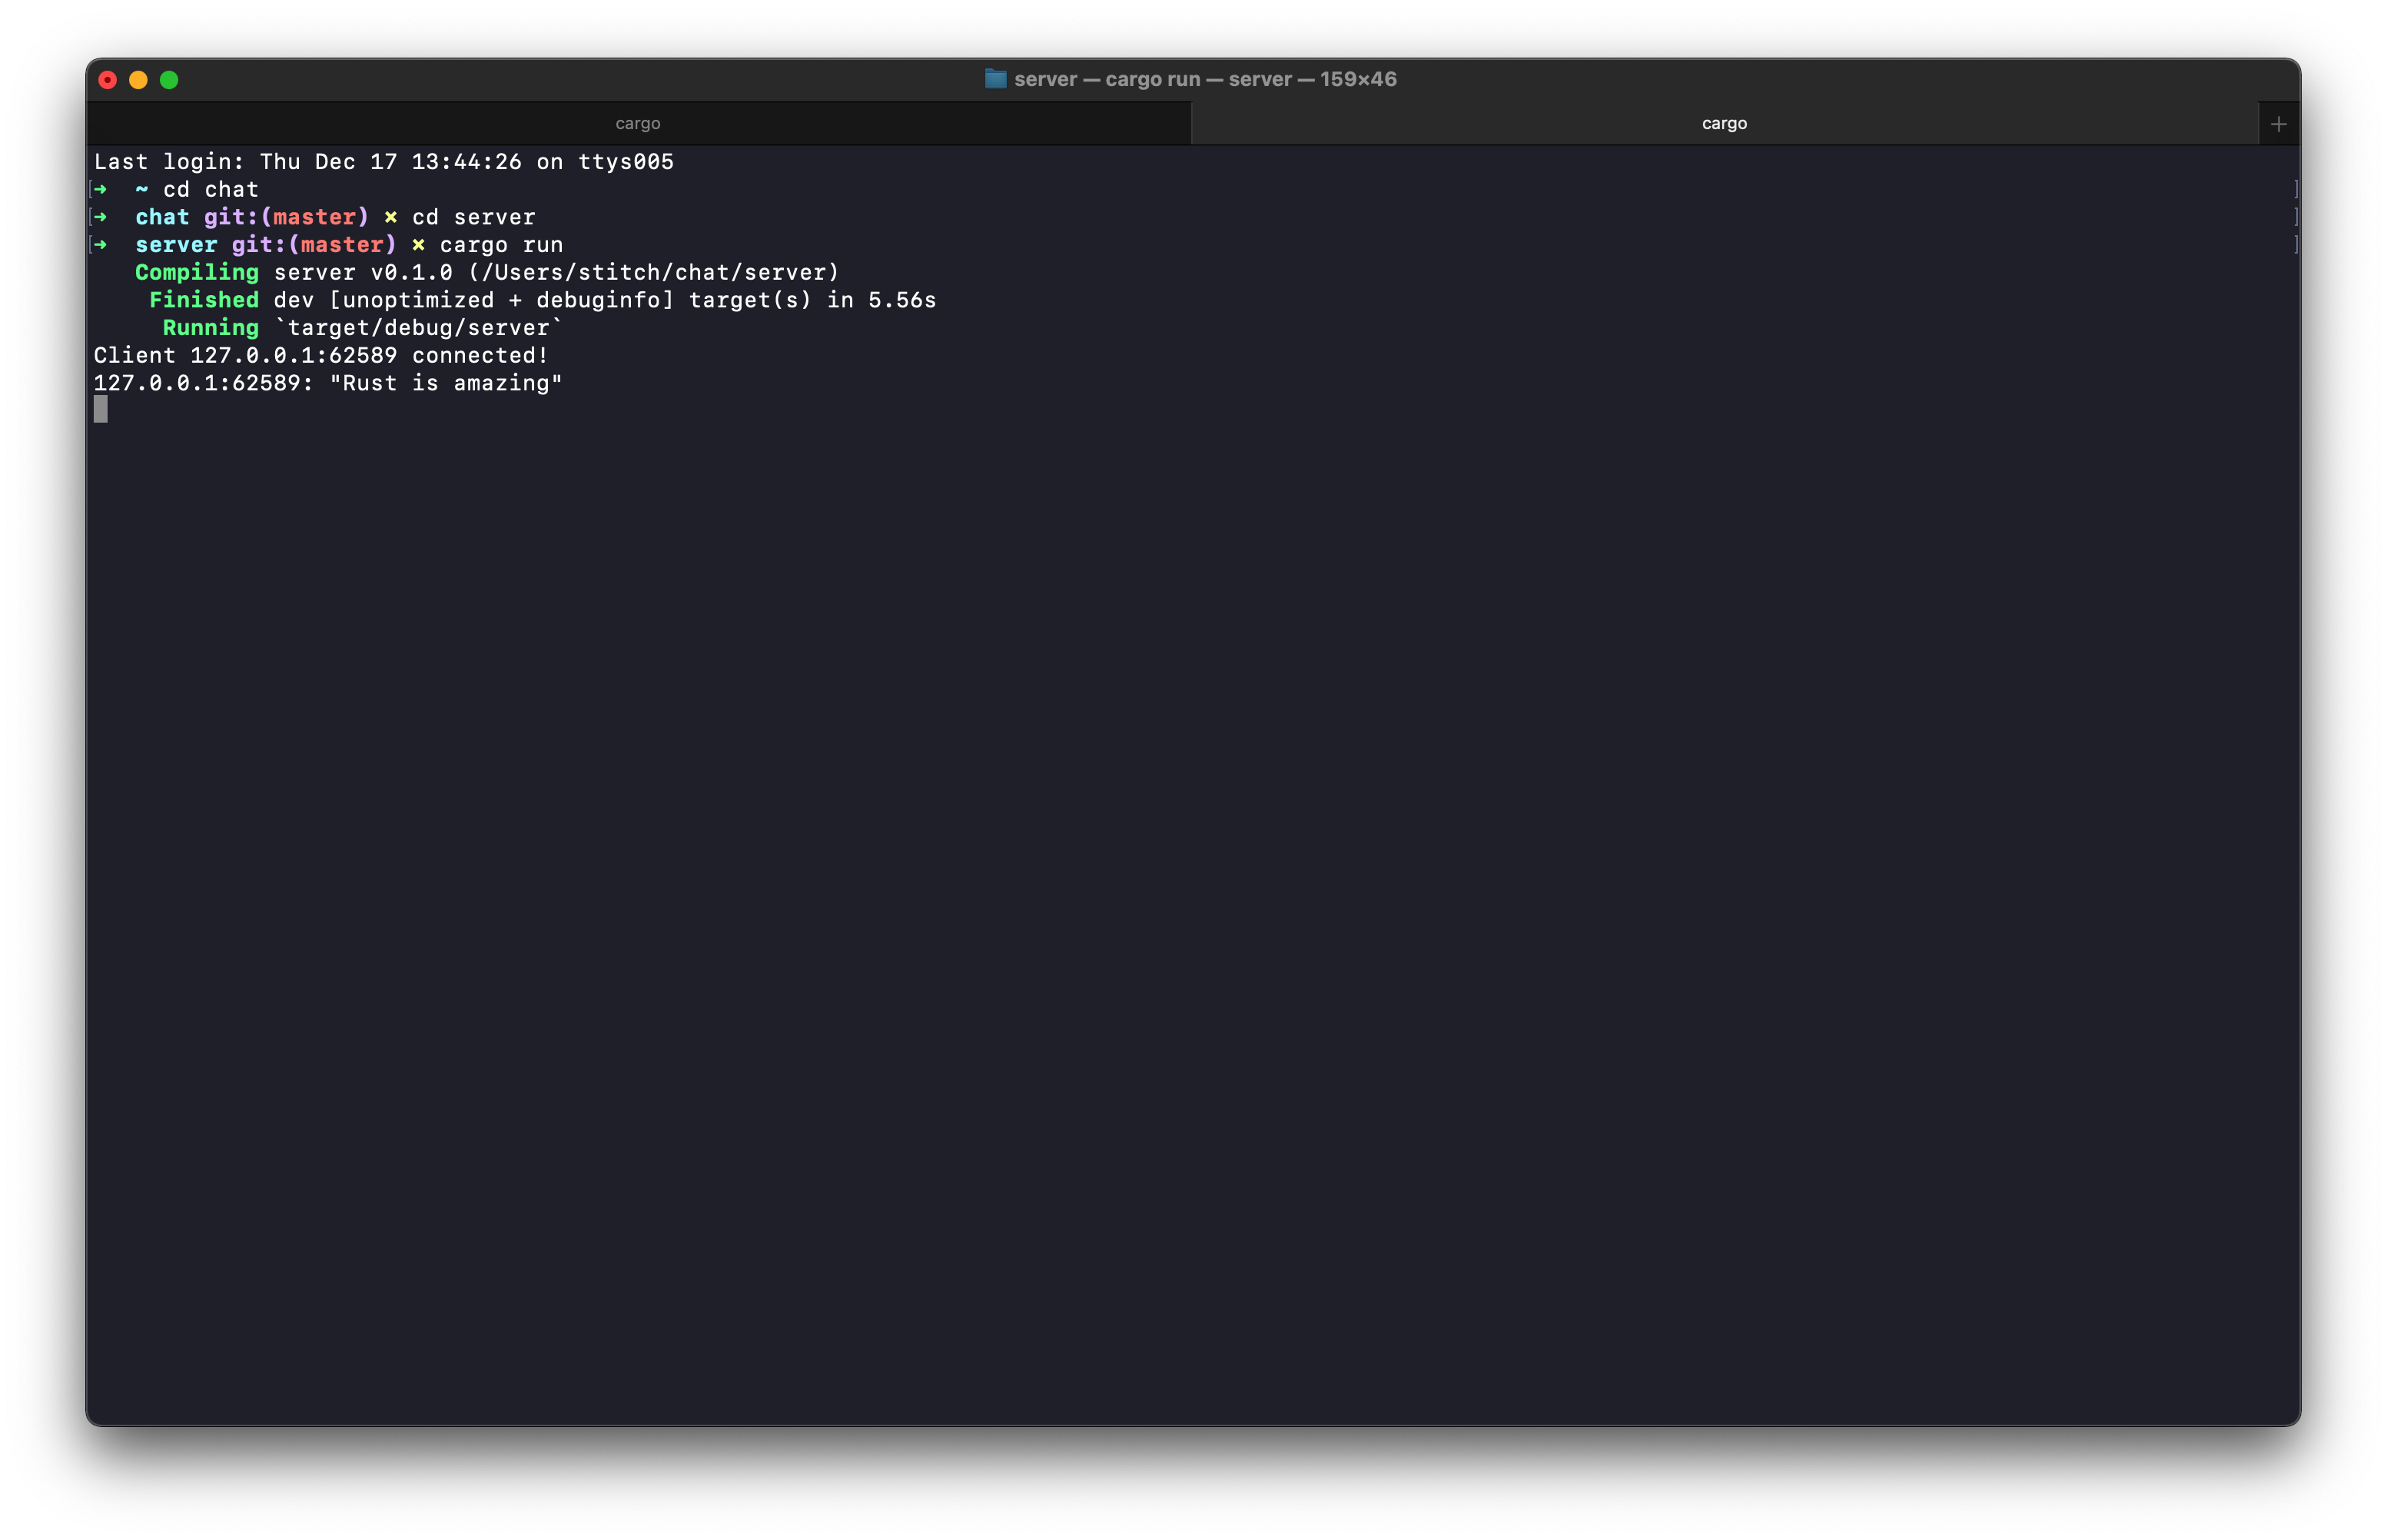 server — cargo run — server — 159×46
cargo
cargo
+
Last login: Thu Dec 17 13:44:26 on ttys005
[➜  ~ cd chat ]
[➜  chat git:(master) × cd server ]
[➜  server git:(master) × cargo run ]
   Compiling server v0.1.0 (/Users/stitch/chat/server)
    Finished dev [unoptimized + debuginfo] target(s) in 5.56s
     Running `target/debug/server`
Client 127.0.0.1:62589 connected!
127.0.0.1:62589: "Rust is amazing"